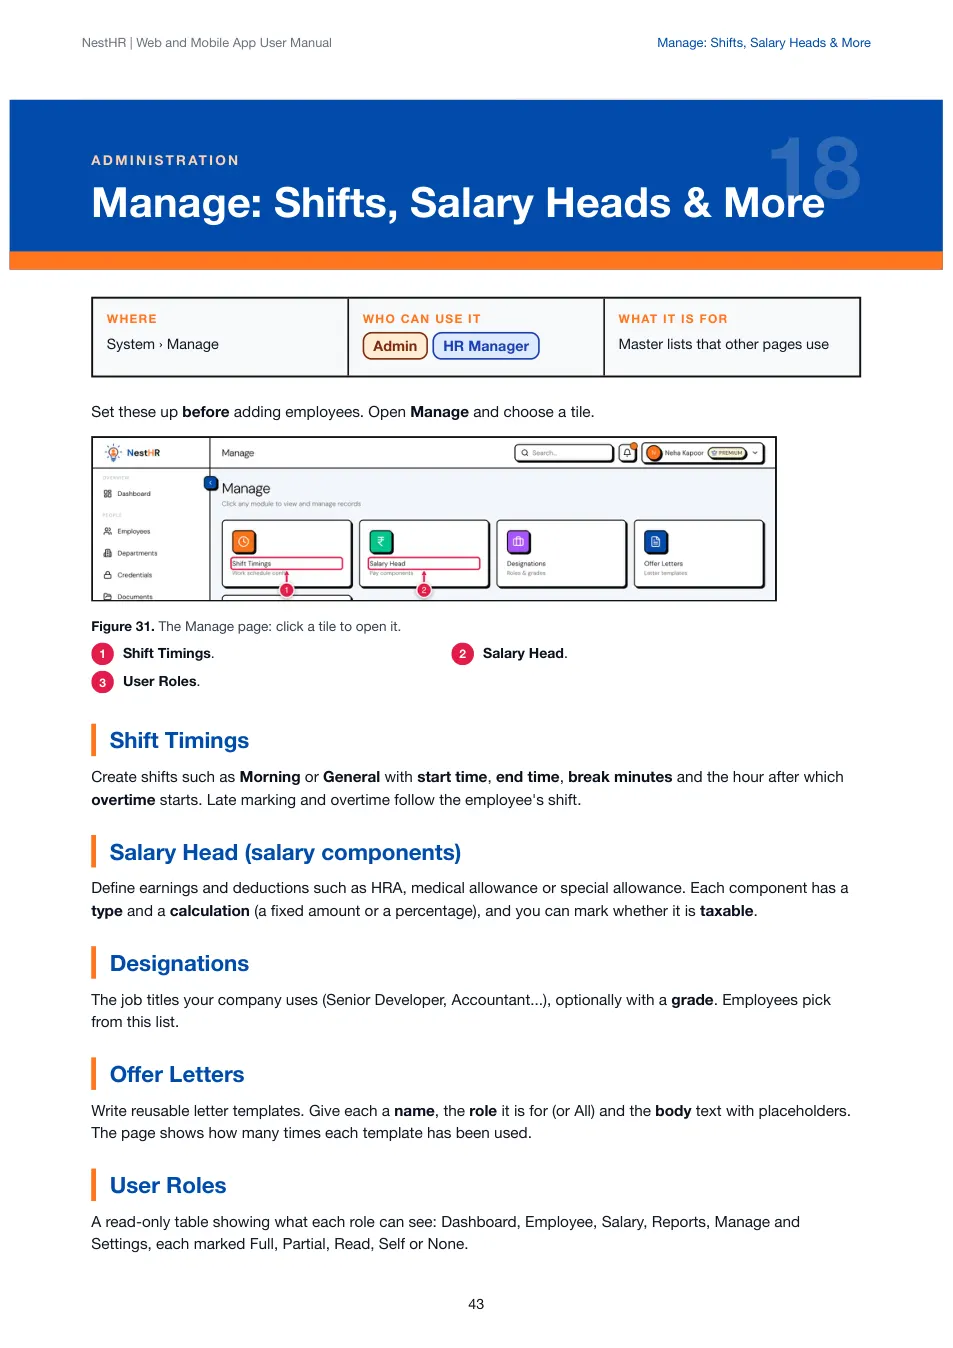 NestHR | Web and Mobile App User Manual
Manage: Shifts, Salary Heads & More
18
ADMINISTRATION
Manage: Shifts, Salary Heads & More
WHERE
System › Manage
WHO CAN USE IT
Admin
HR Manager
WHAT IT IS FOR
Master lists that other pages use
Set these up before adding employees. Open Manage and choose a tile.
NestHR
Manage
Search..
Neha Kapoor
PREMIUM
OVERVIEW
Dashboard
PEOPLE
Employees
Departments
Credentials
Documents
Manage
Click any module to view and manage records
Shift Timings
Work schedule
1
Salary Head
Pay components
2
Designations
Roles & grades
Offer Letters
Letter templates
Figure 31. The Manage page: click a tile to open it.
1 Shift Timings.
2 Salary Head.
3 User Roles.
Shift Timings
Create shifts such as Morning or General with start time, end time, break minutes and the hour after which
overtime starts. Late marking and overtime follow the employee's shift.
Salary Head (salary components)
Define earnings and deductions such as HRA, medical allowance or special allowance. Each component has a
type and a calculation (a fixed amount or a percentage), and you can mark whether it is taxable.
Designations
The job titles your company uses (Senior Developer, Accountant...), optionally with a grade. Employees pick
from this list.
Offer Letters
Write reusable letter templates. Give each a name, the role it is for (or All) and the body text with placeholders.
The page shows how many times each template has been used.
User Roles
A read-only table showing what each role can see: Dashboard, Employee, Salary, Reports, Manage and
Settings, each marked Full, Partial, Read, Self or None.
43